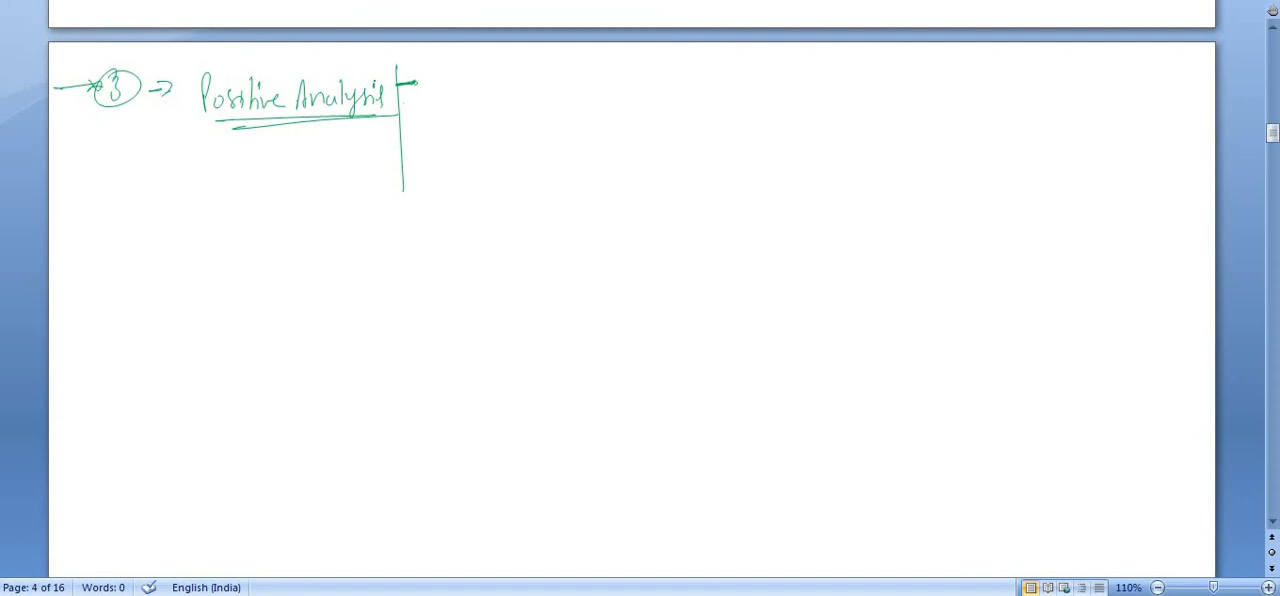 3 => Positive Analysis
Page: 4 of 16 Words: 0 English (India) 110%